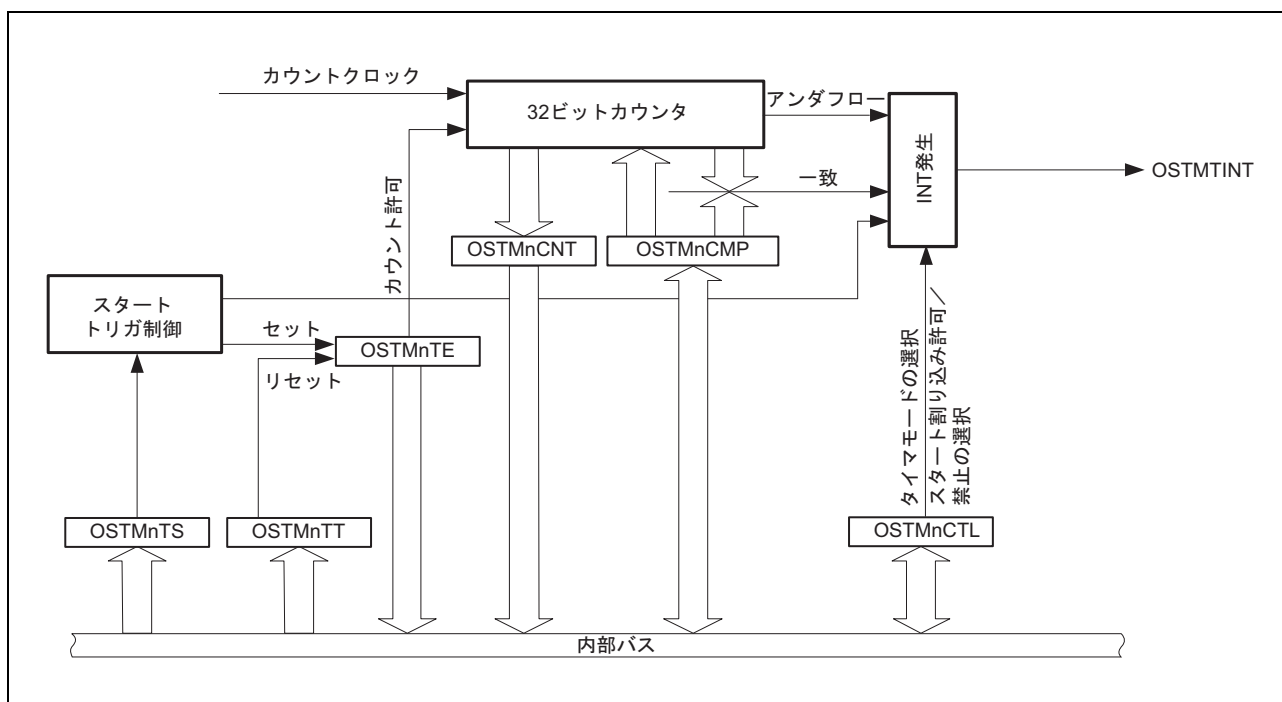 カウントクロック
32ビットカウンタ
アンダフロー
INT発生
OSTMTINT
一致
カウント許可
OSTMnCNT
OSTMnCMP
スタート
トリガ制御
セット
OSTMnTE
リセット
タイマモードの選択
スタート割り込み許可／
禁止の選択
OSTMnTS
OSTMnTT
OSTMnCTL
内部バス